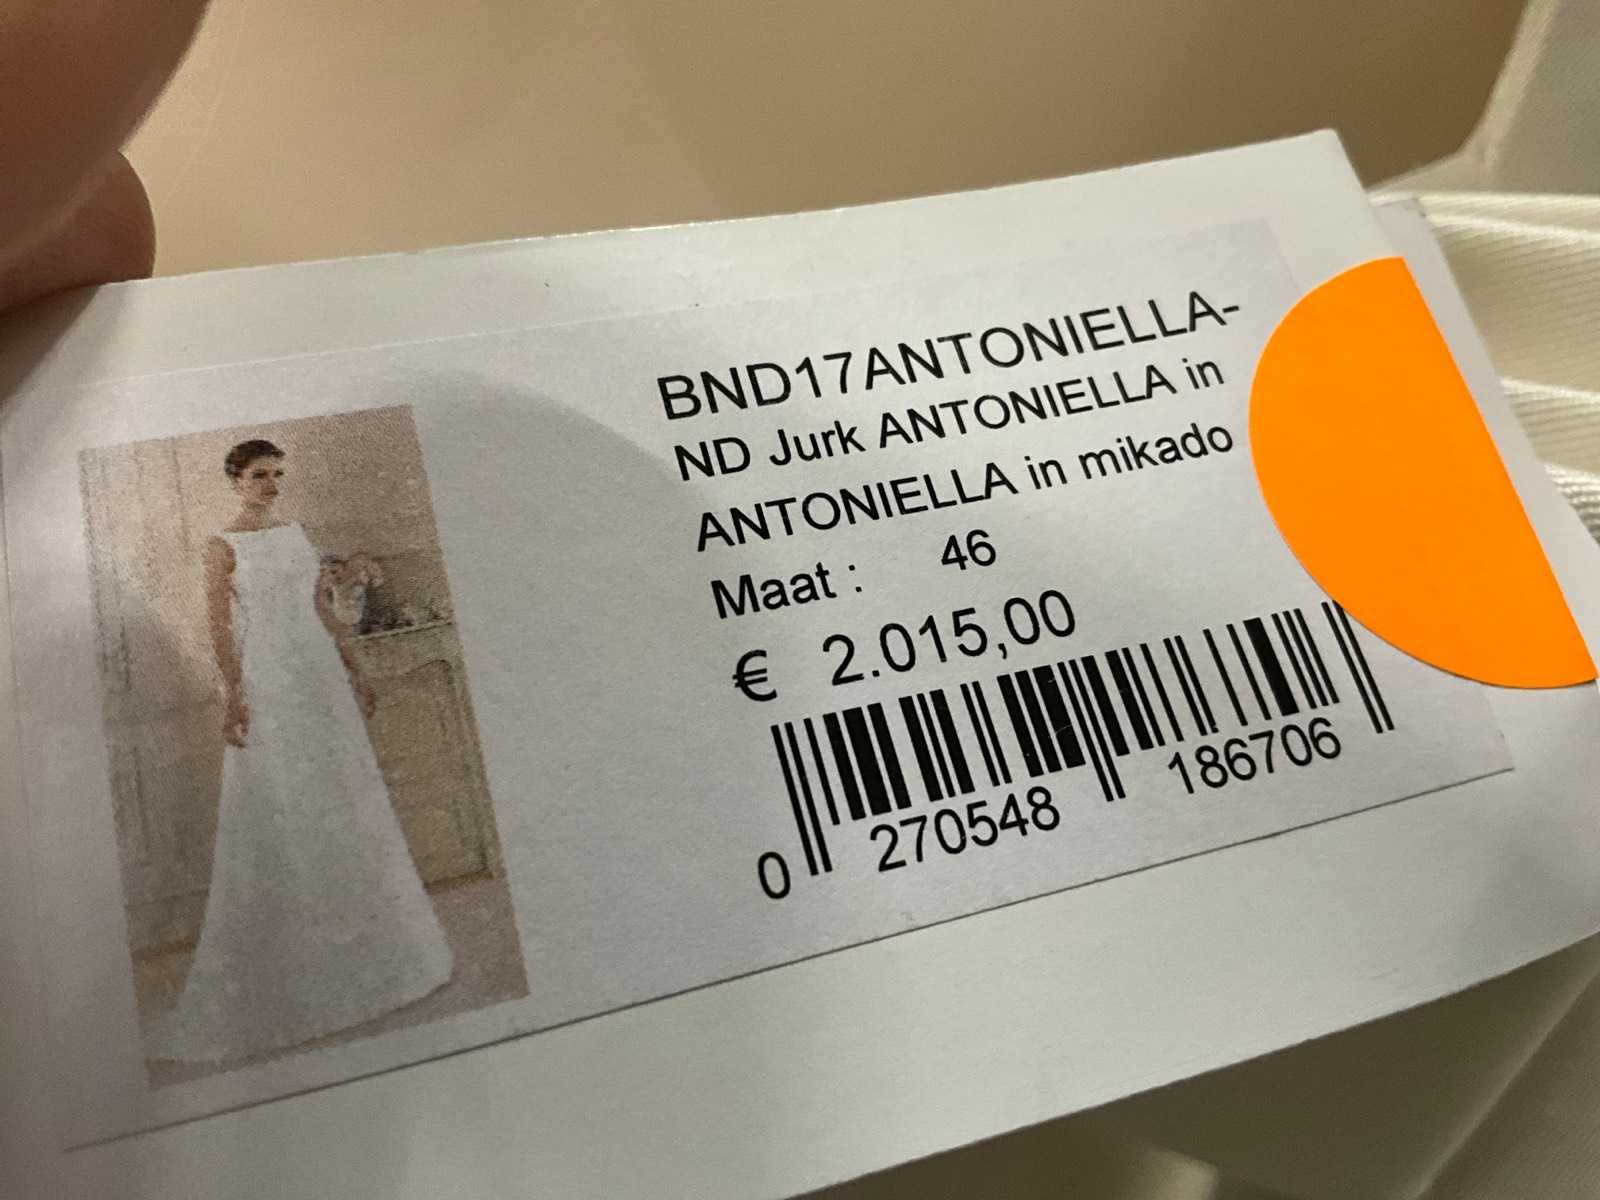 BND17ANTONIELLA-
ND Jurk ANTONIELLA in
ANTONIELLA in mikado
Maat : 46
€ 2.015,00
0 270548 186706